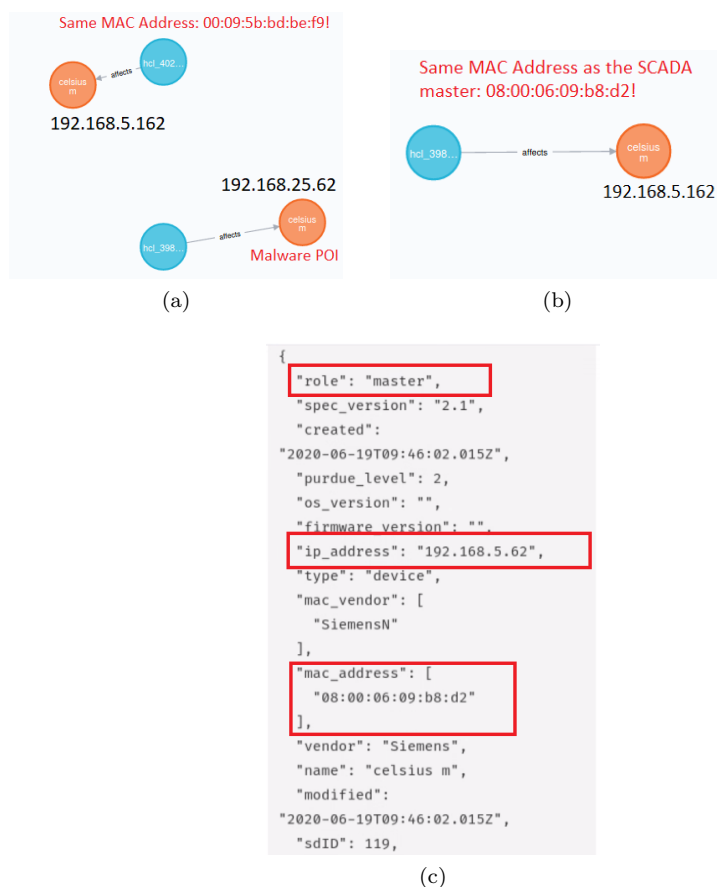 Same MAC Address: 00:09:5b:bd:be:f9!
hcl_402...
affects
celsius
m
192.168.5.162
192.168.25.62
celsius
m
affects
hcl_398...
Malware POI
(a)
Same MAC Address as the SCADA
master: 08:00:06:09:b8:d2!
hcl_398...
affects
celsius
m
192.168.5.162
(b)
{
"role": "master",
"spec_version": "2.1",
"created":
"2020-06-19T09:46:02.015Z",
"purdue_level": 2,
"os_version": "",
"firmware_version": "",
"ip_address": "192.168.5.62",
"type": "device",
"mac_vendor": [
"SiemensN"
],
"mac_address": [
"08:00:06:09:b8:d2"
],
"vendor": "Siemens",
"name": "celsius m",
"modified":
"2020-06-19T09:46:02.015Z",
"sdID": 119,
(c)